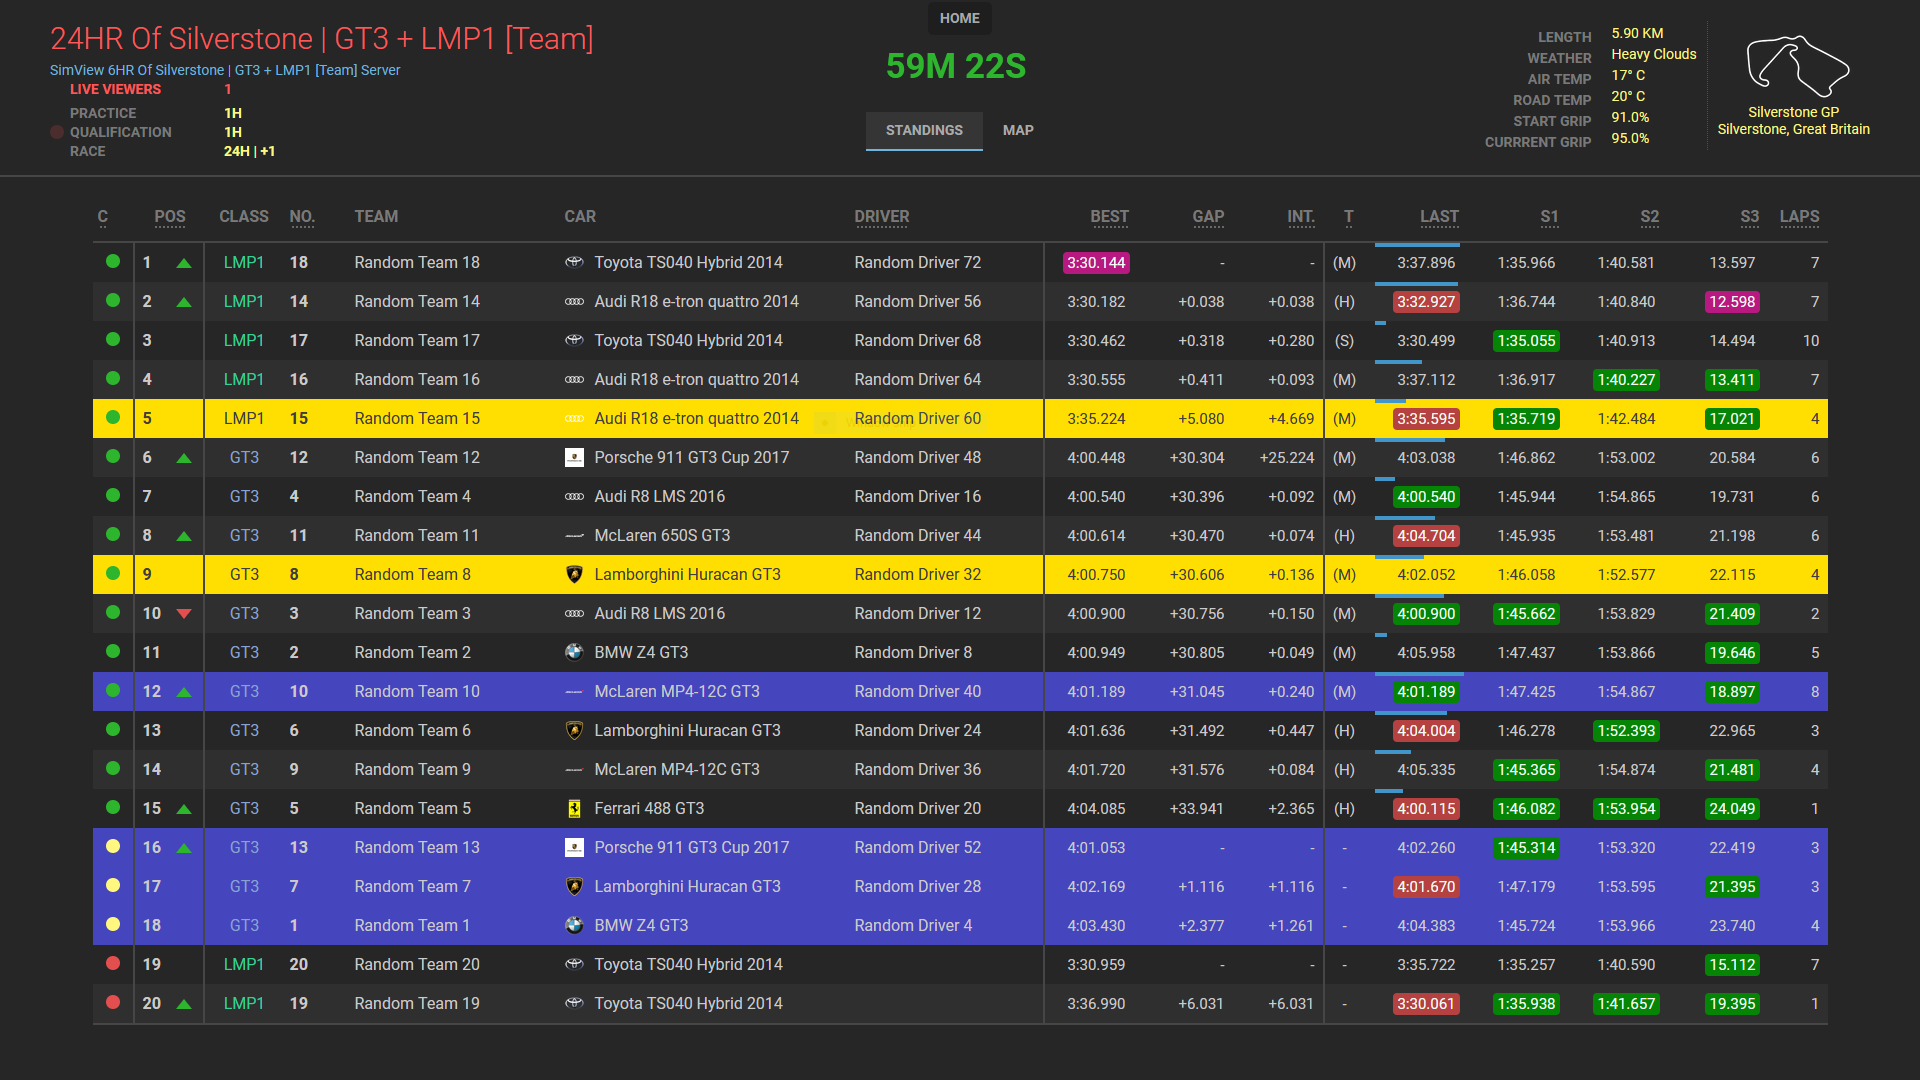 HOME
24HR Of Silverstone | GT3 + LMP1 [Team]
SimView 6HR Of Silverstone | GT3 + LMP1 [Team] Server
LIVE VIEWERS 1
PRACTICE 1H
QUALIFICATION 1H
RACE 24H | +1
59M 22S
STANDINGS MAP
LENGTH 5.90 KM
WEATHER Heavy Clouds
AIR TEMP 17° C
ROAD TEMP 20° C
START GRIP 91.0%
CURRRENT GRIP 95.0%
Silverstone GP
Silverstone, Great Britain
C POS CLASS NO. TEAM CAR DRIVER BEST GAP INT. T LAST S1 S2 S3 LAPS
1 LMP1 18 Random Team 18 Toyota TS040 Hybrid 2014 Random Driver 72 3:30.144 - - (M) 3:37.896 1:35.966 1:40.581 13.597 7
2 LMP1 14 Random Team 14 Audi R18 e-tron quattro 2014 Random Driver 56 3:30.182 +0.038 +0.038 (H) 3:32.927 1:36.744 1:40.840 12.598 7
3 LMP1 17 Random Team 17 Toyota TS040 Hybrid 2014 Random Driver 68 3:30.462 +0.318 +0.280 (S) 3:30.499 1:35.055 1:40.913 14.494 10
4 LMP1 16 Random Team 16 Audi R18 e-tron quattro 2014 Random Driver 64 3:30.555 +0.411 +0.093 (M) 3:37.112 1:36.917 1:40.227 13.411 7
5 LMP1 15 Random Team 15 Audi R18 e-tron quattro 2014 Random Driver 60 3:35.224 +5.080 +4.669 (M) 3:35.595 1:35.719 1:42.484 17.021 4
6 GT3 12 Random Team 12 Porsche 911 GT3 Cup 2017 Random Driver 48 4:00.448 +30.304 +25.224 (M) 4:03.038 1:46.862 1:53.002 20.584 6
7 GT3 4 Random Team 4 Audi R8 LMS 2016 Random Driver 16 4:00.540 +30.396 +0.092 (M) 4:00.540 1:45.944 1:54.865 19.731 6
8 GT3 11 Random Team 11 McLaren 650S GT3 Random Driver 44 4:00.614 +30.470 +0.074 (H) 4:04.704 1:45.935 1:53.481 21.198 6
9 GT3 8 Random Team 8 Lamborghini Huracan GT3 Random Driver 32 4:00.750 +30.606 +0.136 (M) 4:02.052 1:46.058 1:52.577 22.115 4
10 GT3 3 Random Team 3 Audi R8 LMS 2016 Random Driver 12 4:00.900 +30.756 +0.150 (M) 4:00.900 1:45.662 1:53.829 21.409 2
11 GT3 2 Random Team 2 BMW Z4 GT3 Random Driver 8 4:00.949 +30.805 +0.049 (M) 4:05.958 1:47.437 1:53.866 19.646 5
12 GT3 10 Random Team 10 McLaren MP4-12C GT3 Random Driver 40 4:01.189 +31.045 +0.240 (M) 4:01.189 1:47.425 1:54.867 18.897 8
13 GT3 6 Random Team 6 Lamborghini Huracan GT3 Random Driver 24 4:01.636 +31.492 +0.447 (H) 4:04.004 1:46.278 1:52.393 22.965 3
14 GT3 9 Random Team 9 McLaren MP4-12C GT3 Random Driver 36 4:01.720 +31.576 +0.084 (H) 4:05.335 1:45.365 1:54.874 21.481 4
15 GT3 5 Random Team 5 Ferrari 488 GT3 Random Driver 20 4:04.085 +33.941 +2.365 (H) 4:00.115 1:46.082 1:53.954 24.049 1
16 GT3 13 Random Team 13 Porsche 911 GT3 Cup 2017 Random Driver 52 4:01.053 - - - 4:02.260 1:45.314 1:53.320 22.419 3
17 GT3 7 Random Team 7 Lamborghini Huracan GT3 Random Driver 28 4:02.169 +1.116 +1.116 - 4:01.670 1:47.179 1:53.595 21.395 3
18 GT3 1 Random Team 1 BMW Z4 GT3 Random Driver 4 4:03.430 +2.377 +1.261 - 4:04.383 1:45.724 1:53.966 23.740 4
19 LMP1 20 Random Team 20 Toyota TS040 Hybrid 2014 3:30.959 - - - 3:35.722 1:35.257 1:40.590 15.112 7
20 LMP1 19 Random Team 19 Toyota TS040 Hybrid 2014 3:36.990 +6.031 +6.031 - 3:30.061 1:35.938 1:41.657 19.395 1